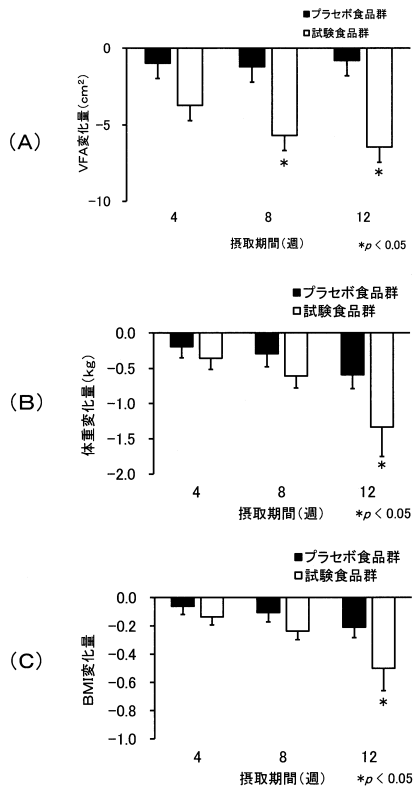 ■プラセボ食品群
□試験食品群
(A)
VFA変化量(cm²)
0
−5
−10
4 8 12
*
*
摂取期間(週)
*p < 0.05
■プラセボ食品群
□試験食品群
(B)
体重変化量(kg)
0.0
−0.5
−1.0
−1.5
−2.0
*
4 8 12
摂取期間(週)
*p < 0.05
■プラセボ食品群
□試験食品群
(C)
BMI変化量
0.0
−0.2
−0.4
−0.6
−0.8
−1.0
*
4 8 12
摂取期間(週)
*p < 0.05